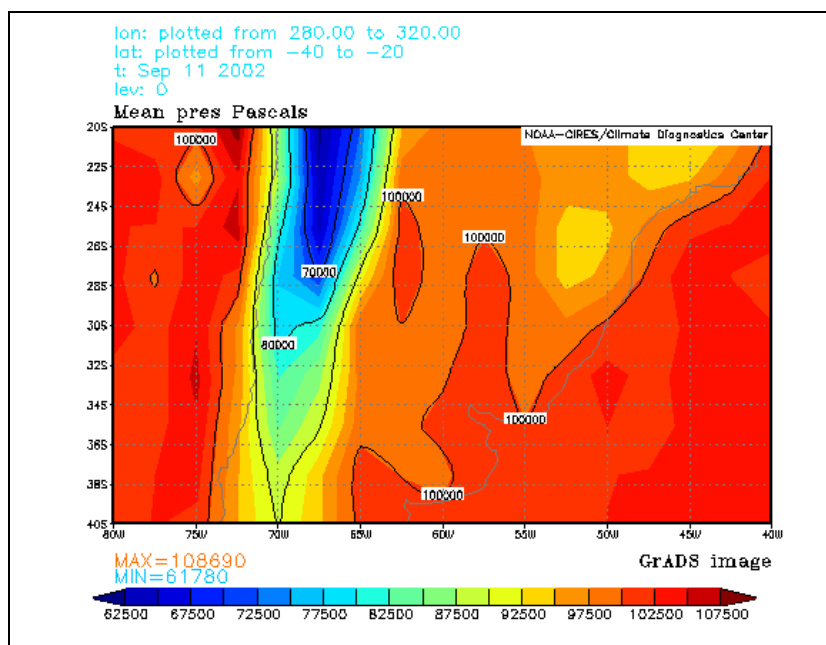 lon: plotted from 280.00 to 320.00
lat: plotted from −40 to −20
t: Sep 11 2002
lev: 0
Mean pres Pascals
NOAA−CIRES/Climate Diagnostics Center
20S
100000
22S
24S
100000
26S
100000
70000
28S
30S
80000
32S
34S
100000
36S
38S
100000
40S
80W 75W 70W 65W 60W 55W 50W 45W 40W
MAX=108690
GrADS image
MIN=61780
62500 67500 72500 77500 82500 87500 92500 97500 102500 107500